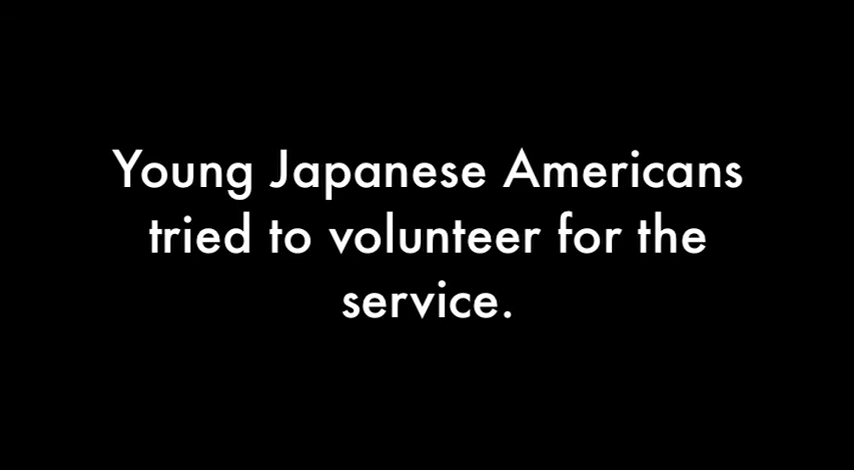 Young Japanese Americans
tried to volunteer for the
service.